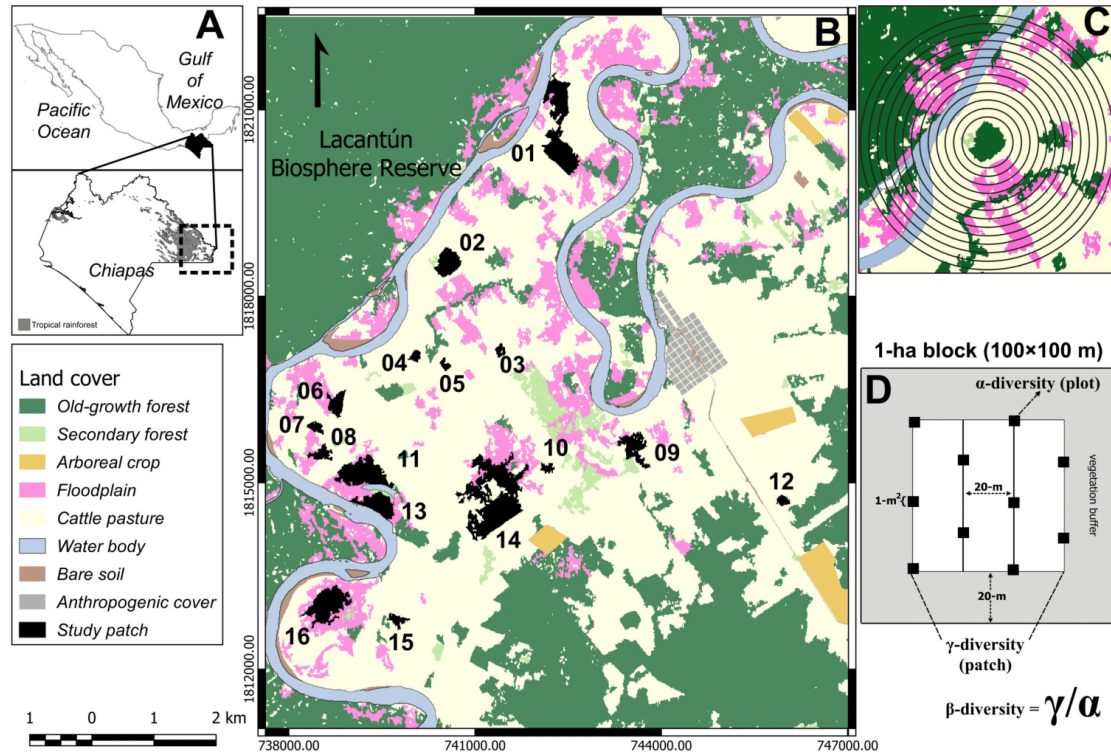 A
Gulf
of
Mexico
Pacific
Ocean
Chiapas
Tropical rainforest
Land cover
Old-growth forest
Secondary forest
Arboreal crop
Floodplain
Cattle pasture
Water body
Bare soil
Anthropogenic cover
Study patch
1 0 1 2 km
B
Lacantún
Biosphere Reserve
01
02
03
04
05
06
07
08
09
10
11
12
13
14
15
16
1821000.00
1818000.00
1815000.00
1812000.00
738000.00 741000.00 744000.00 747000.00
C
1-ha block (100×100 m)
D
α-diversity (plot)
1-m²{
20-m
vegetation buffer
20-m
γ-diversity
(patch)
β-diversity = γ/α